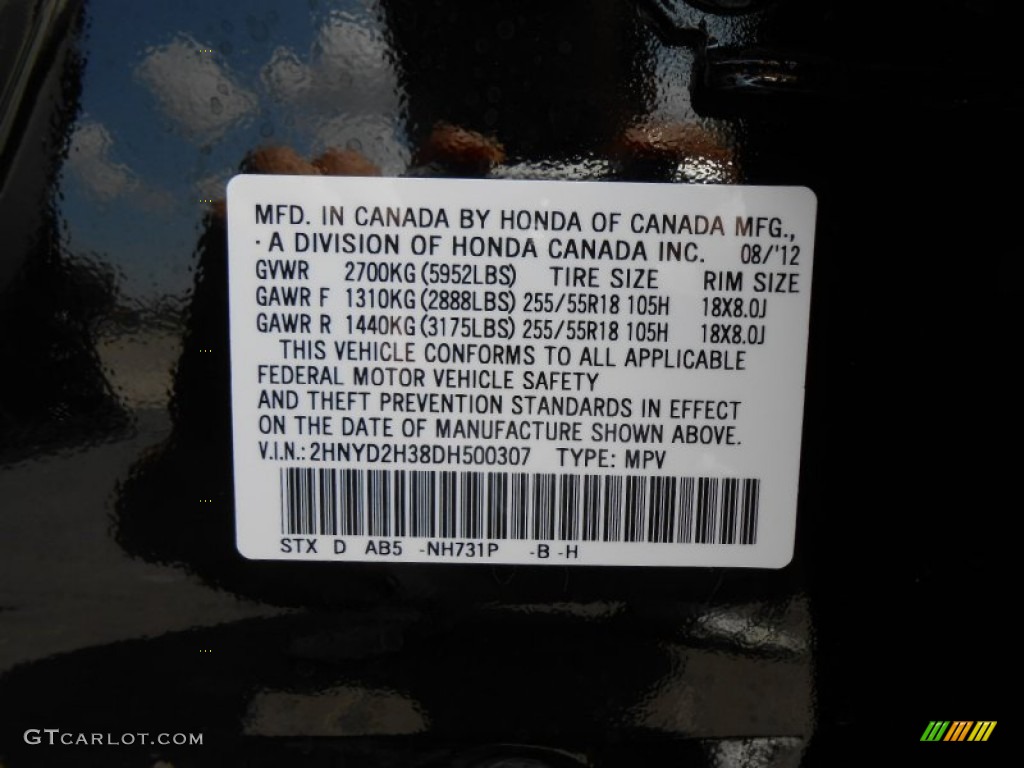 MFD. IN CANADA BY HONDA OF CANADA MFG.,
· A DIVISION OF HONDA CANADA INC. 08/'12
GVWR 2700KG (5952LBS) TIRE SIZE RIM SIZE
GAWR F 1310KG (2888LBS) 255/55R18 105H 18X8.0J
GAWR R 1440KG (3175LBS) 255/55R18 105H 18X8.0J
THIS VEHICLE CONFORMS TO ALL APPLICABLE
FEDERAL MOTOR VEHICLE SAFETY
AND THEFT PREVENTION STANDARDS IN EFFECT
ON THE DATE OF MANUFACTURE SHOWN ABOVE.
V.I.N.: 2HNYD2H38DH500307 TYPE: MPV
STX D AB5 -NH731P -B -H
GTCARLOT.COM